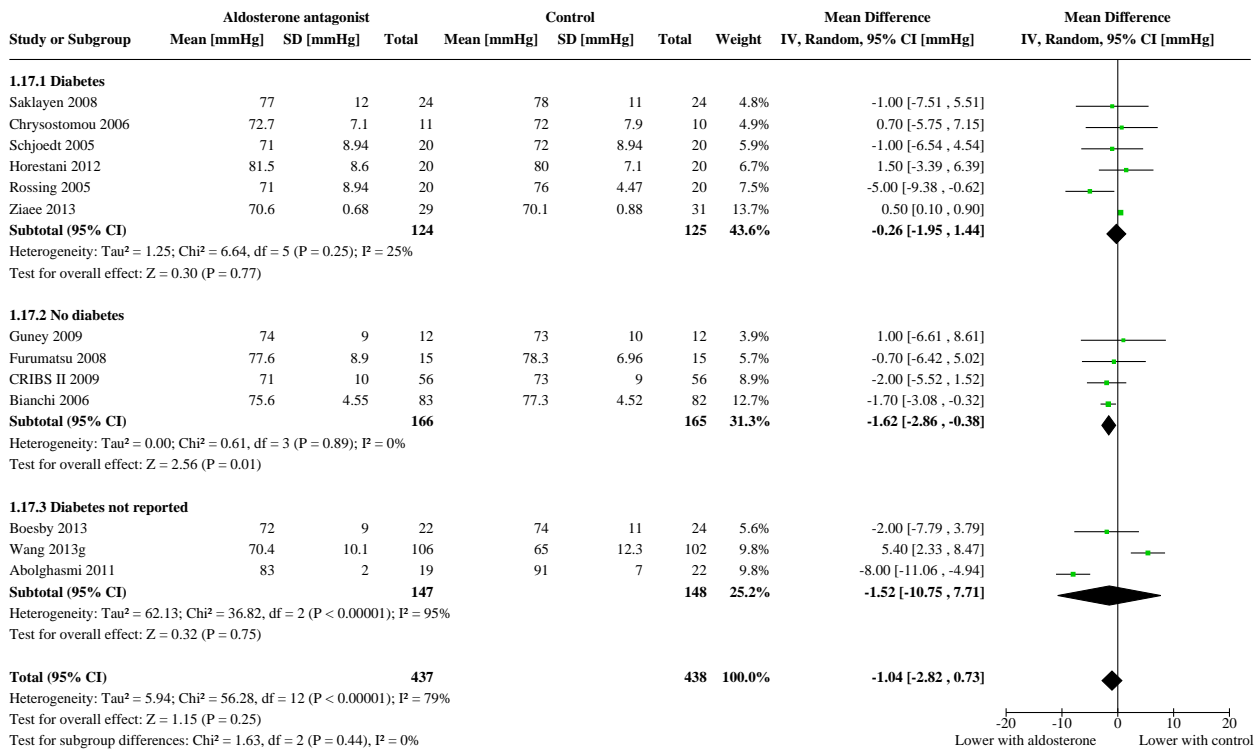 Aldosterone antagonist Control Mean Difference Mean Difference
Study or Subgroup Mean [mmHg] SD [mmHg] Total Mean [mmHg] SD [mmHg] Total Weight IV, Random, 95% CI [mmHg] IV, Random, 95% CI [mmHg]
1.17.1 Diabetes
Saklayen 2008 77 12 24 78 11 24 4.8% -1.00 [-7.51 , 5.51]
Chrysostomou 2006 72.7 7.1 11 72 7.9 10 4.9% 0.70 [-5.75 , 7.15]
Schjoedt 2005 71 8.94 20 72 8.94 20 5.9% -1.00 [-6.54 , 4.54]
Horestani 2012 81.5 8.6 20 80 7.1 20 6.7% 1.50 [-3.39 , 6.39]
Rossing 2005 71 8.94 20 76 4.47 20 7.5% -5.00 [-9.38 , -0.62]
Ziaee 2013 70.6 0.68 29 70.1 0.88 31 13.7% 0.50 [0.10 , 0.90]
Subtotal (95% CI) 124 125 43.6% -0.26 [-1.95 , 1.44]
Heterogeneity: Tau² = 1.25; Chi² = 6.64, df = 5 (P = 0.25); I² = 25%
Test for overall effect: Z = 0.30 (P = 0.77)
1.17.2 No diabetes
Guney 2009 74 9 12 73 10 12 3.9% 1.00 [-6.61 , 8.61]
Furumatsu 2008 77.6 8.9 15 78.3 6.96 15 5.7% -0.70 [-6.42 , 5.02]
CRIBS II 2009 71 10 56 73 9 56 8.9% -2.00 [-5.52 , 1.52]
Bianchi 2006 75.6 4.55 83 77.3 4.52 82 12.7% -1.70 [-3.08 , -0.32]
Subtotal (95% CI) 166 165 31.3% -1.62 [-2.86 , -0.38]
Heterogeneity: Tau² = 0.00; Chi² = 0.61, df = 3 (P = 0.89); I² = 0%
Test for overall effect: Z = 2.56 (P = 0.01)
1.17.3 Diabetes not reported
Boesby 2013 72 9 22 74 11 24 5.6% -2.00 [-7.79 , 3.79]
Wang 2013g 70.4 10.1 106 65 12.3 102 9.8% 5.40 [2.33 , 8.47]
Abolghasmi 2011 83 2 19 91 7 22 9.8% -8.00 [-11.06 , -4.94]
Subtotal (95% CI) 147 148 25.2% -1.52 [-10.75 , 7.71]
Heterogeneity: Tau² = 62.13; Chi² = 36.82, df = 2 (P < 0.00001); I² = 95%
Test for overall effect: Z = 0.32 (P = 0.75)
Total (95% CI) 437 438 100.0% -1.04 [-2.82 , 0.73]
Heterogeneity: Tau² = 5.94; Chi² = 56.28, df = 12 (P < 0.00001); I² = 79%
Test for overall effect: Z = 1.15 (P = 0.25)
-20 -10 0 10 20
Test for subgroup differences: Chi² = 1.63, df = 2 (P = 0.44), I² = 0%
Lower with aldosterone Lower with control